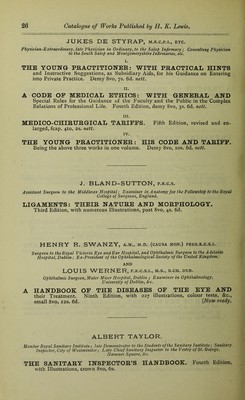 26 Catalogue of Works Published by H. K. Lewis.
JUKES DE STYRAP, M.K.Q.C.P.I., ETC.
Physician-Extraordinary, late Physician in Ordinary, to the Salop Infirmary; Consulting Physician
to the South Salop and Montgomeryshire Infirmaries, etc.
I.
THE YOUNG PRACTITIONER: WITH PRACTICAL HINTS
and Instructive Suggestions, as Subsidiary Aids, for his Guidance on Entering
into Private Practice. Demy 8vo, 7s. 6d. nett.
II.
A CODE OF MEDICAL ETHICS: WITH GENERAL AND
Special Rules for the Guidance of the Faculty and the Public in the Complex
Relations of Professional Life. Fourth Edition, demy 8vo, 3s. 6d. nett.
III.
MEDICO-CHIRURGICAL TARIFFS. Fifth Edition, revised and en-
larged, fcap. 4to, 2s. nett.
IV.
THE YOUNG PRACTITIONER: HIS CODE AND TARIFF.
Being the above three works in one volume. Demy 8vo, 10s. 6d. nett.
J. BLAND-SUTTON, F.R.C.S.
Assistant Surgeon to the Middlesex Hospital; Examiner in Anatomy for the Fellowship to the Royal
College of Surgeons, England.
LIGAMENTS: THEIR NATURE AND MORPHOLOGY.
Third Edition, with numerous Illustrations, post 8vo, 4s. 6d.
HENRY R. SWANZY, A.M., M.D. (CAUSA HON.) PRES.R.C.S.I.
Surgeon to the Royal Victoria Eye and Ear Hospital, and Ophthalmic Surgeon to the Adelaide
Hospital, Dublin; Ex-President of the Ophthalmological Society of the United Kingdom.
AND
LOUIS WERNER, F.R.C.S.I., M.B., B.CH. DUB.
Ophthalmic Surgeon, Mater Miser Hospital, Dublin; Examiner in Ophthalmology,
University of Dublin, &c.
A HANDBOOK OF THE DISEASES OF THE EYE AND
their Treatment. Ninth Edition, with 227 illustrations, colour tests, &c.,
small 8vo, 12s. 6d. [Now ready.
ALBERT TAYLOR.
Member Royal Sanitary Institute; late Demonstrator to the Students of the Sanitary Institute; Sanitary
Inspector, City of Westminster; Late Chief Sanitary Inspector to the Vestry of St. George,
Hanover Square, &c.
THE SANITARY INSPECTOR'S HANDBOOK. Fourth Edition,
with Illustrations, crown 8vo, 6s.